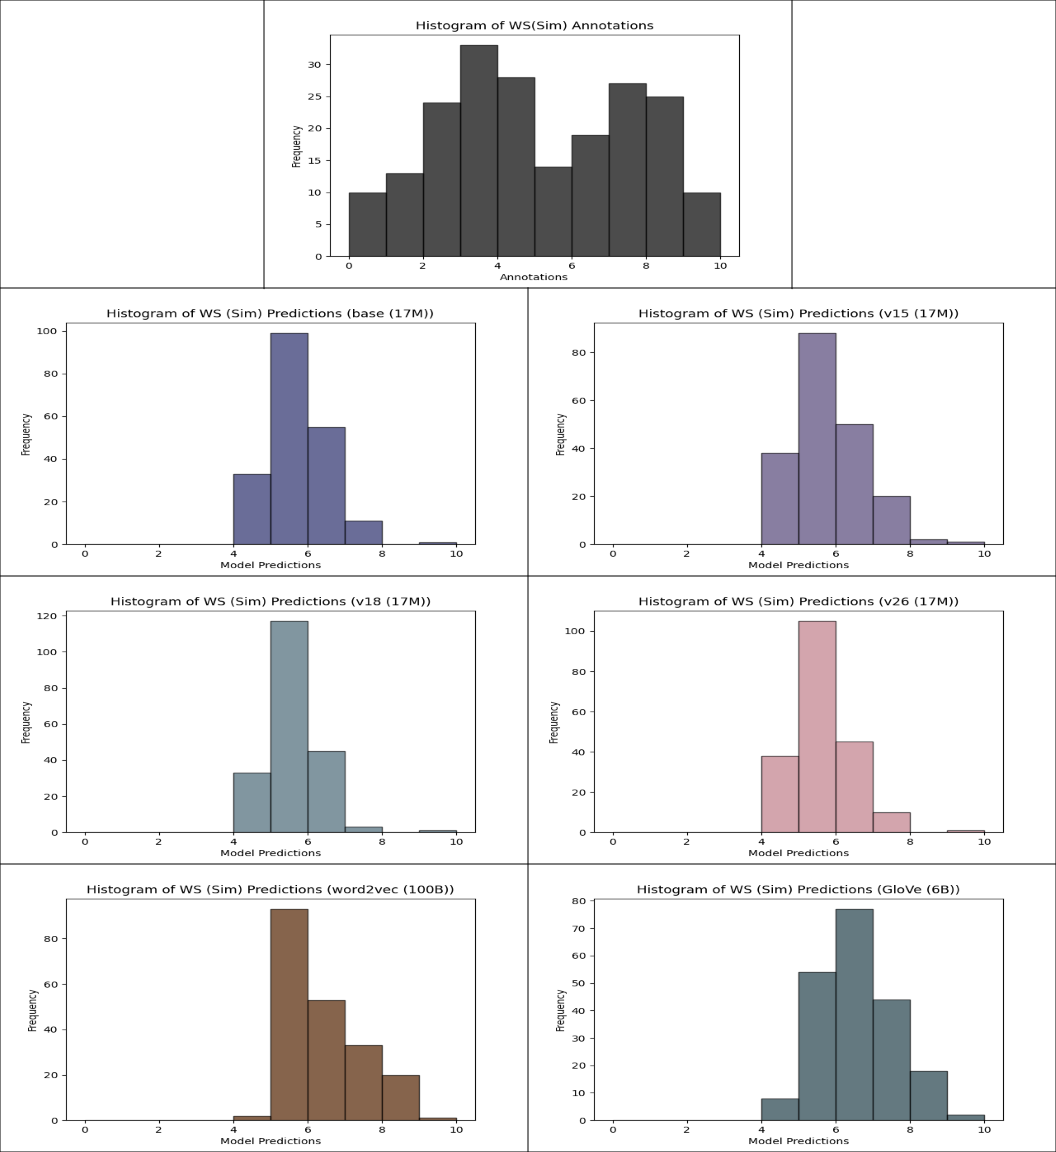 Histogram of WS(Sim) Annotations
30
25
20
15
10
5
0
Frequency
0 2 4 6 8 10
Annotations
Histogram of WS (Sim) Predictions (base (17M))
100
80
60
40
20
0
Frequency
0 2 4 6 8 10
Model Predictions
Histogram of WS (Sim) Predictions (v15 (17M))
80
60
40
20
0
Frequency
0 2 4 6 8 10
Model Predictions
Histogram of WS (Sim) Predictions (v18 (17M))
120
100
80
60
40
20
0
Frequency
0 2 4 6 8 10
Model Predictions
Histogram of WS (Sim) Predictions (v26 (17M))
100
80
60
40
20
0
Frequency
0 2 4 6 8 10
Model Predictions
Histogram of WS (Sim) Predictions (word2vec (100B))
80
60
40
20
0
Frequency
0 2 4 6 8 10
Model Predictions
Histogram of WS (Sim) Predictions (GloVe (6B))
80
70
60
50
40
30
20
10
0
Frequency
0 2 4 6 8 10
Model Predictions